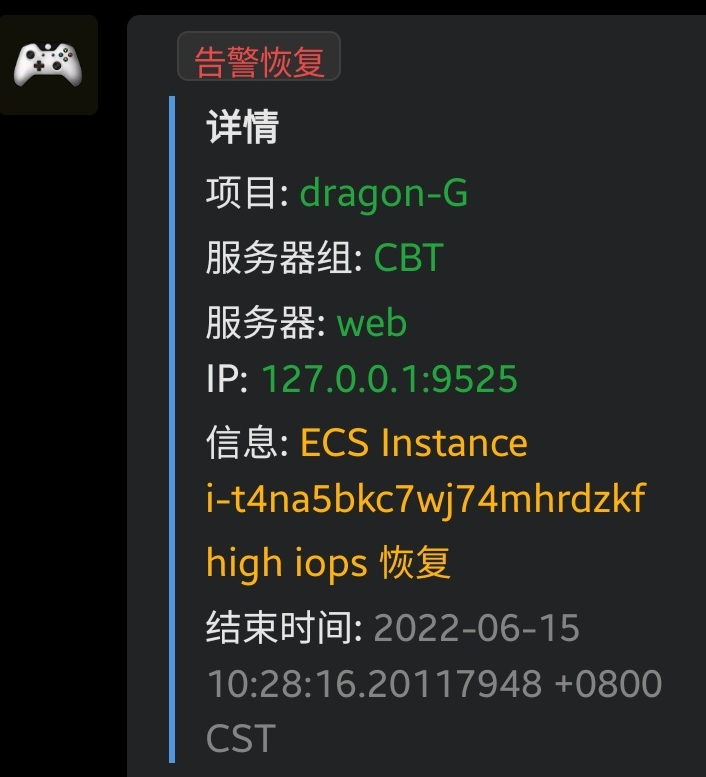 告警恢复
详情
项目: dragon-G
服务器组: CBT
服务器: web
IP: 127.0.0.1:9525
信息: ECS Instance
i-t4na5bkc7wj74mhrdzkf
high iops 恢复
结束时间: 2022-06-15
10:28:16.20117948 +0800
CST